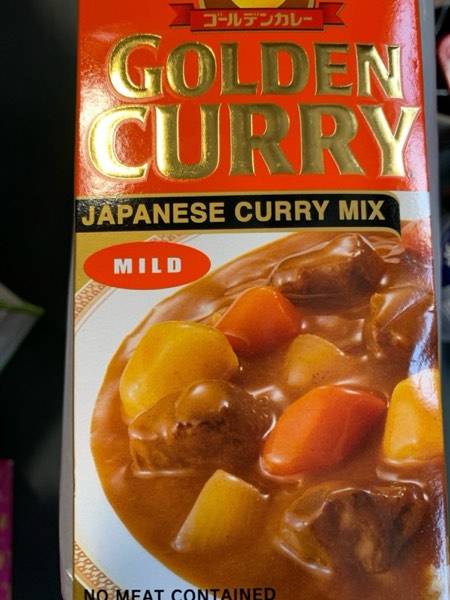 ゴールデンカレー
GOLDEN
CURRY
JAPANESE CURRY MIX
MILD
NO MEAT CONTAINED